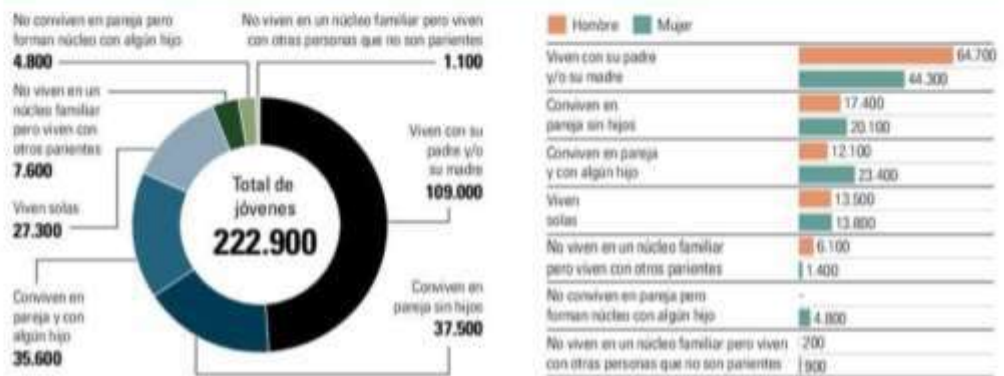 No conviven en pareja pero
forman núcleo con algún hijo
4.800
No viven en un núcleo familiar pero viven
con otras personas que no son parientes
1.100
No viven en un
núcleo familiar
pero viven con
otros parientes
7.600
Viven solas
27.300
Conviven en
pareja y con
algún hijo
35.600
Total de
jóvenes
222.900
Viven con su
padre y/o
su madre
109.000
Conviven en
pareja sin hijos
37.500
Hombre Mujer
Viven con su padre
y/o su madre
64.700
44.300
Conviven en
pareja sin hijos
17.400
20.100
Conviven en pareja
y con algún hijo
12.100
23.400
Viven
solas
13.500
13.800
No viven en un núcleo familiar
pero viven con otros parientes
6.100
1.400
No conviven en pareja pero
forman núcleo con algún hijo
-
4.800
No viven en un núcleo familiar pero viven
con otras personas que no son parientes
200
900